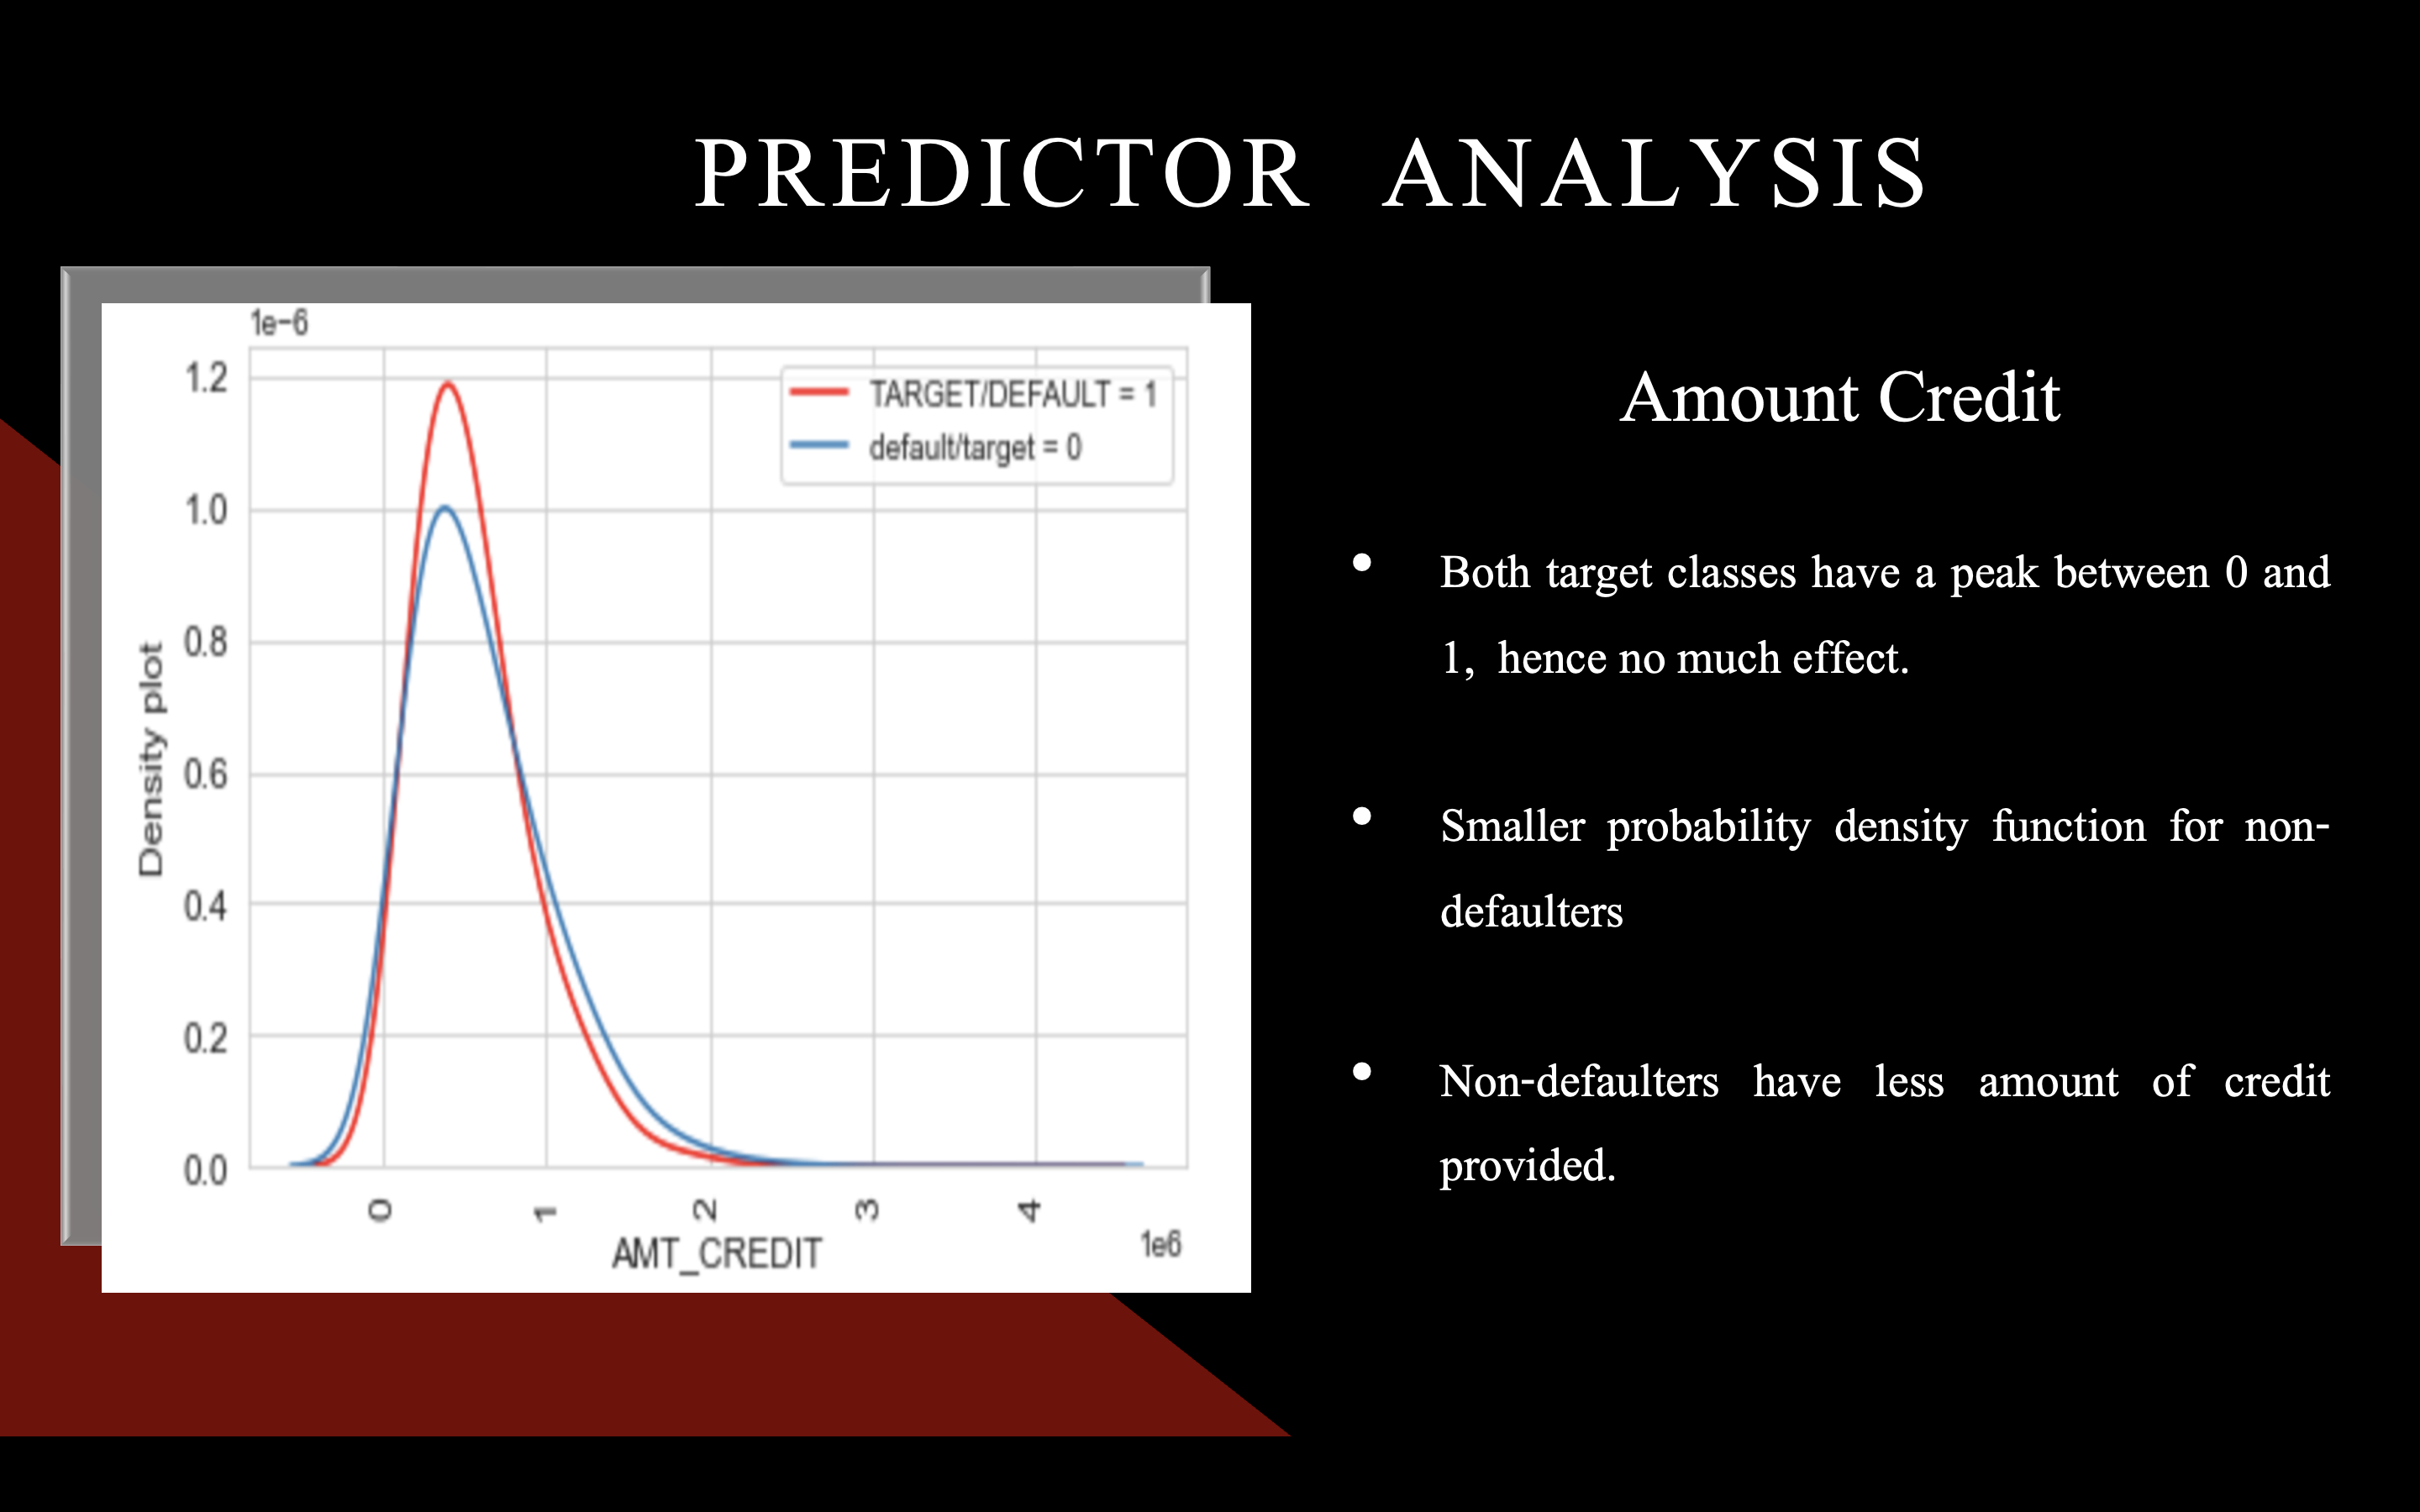 PREDICTOR ANALYSIS
1e−6
1.2
1.0
0.8
0.6
0.4
0.2
0.0
Density plot
TARGET/DEFAULT = 1
default/target = 0
0
1
2
3
4
1e6
AMT_CREDIT
Amount Credit
• Both target classes have a peak between 0 and
1, hence no much effect.
• Smaller probability density function for non-
defaulters
• Non-defaulters have less amount of credit
provided.